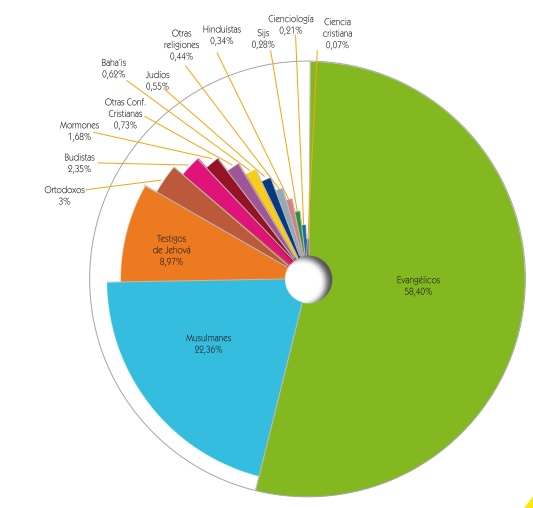 Cienciología
0,21%
Ciencia
cristiana
0,07%
Hinduístas
0,34%
Sijs
0,28%
Otras
religiones
0,44%
Baha'is
0,62%
Judíos
0,55%
Otras Conf.
Cristianas
0,73%
Mormones
1,68%
Budistas
2,35%
Ortodoxos
3%
Testigos
de Jehová
8,97%
Evangélicos
58,40%
Musulmanes
22,36%